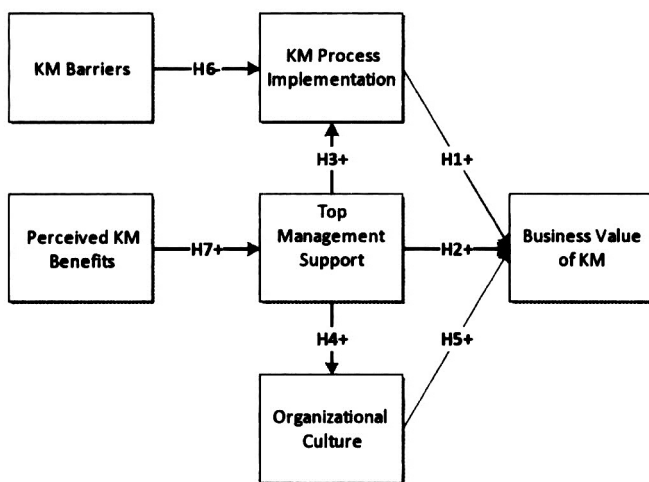 KM Barriers
H6-
KM Process
Implementation
H3+
H1+
Perceived KM
Benefits
H7+
Top
Management
Support
H2+
Business Value
of KM
H4+
H5+
Organizational
Culture